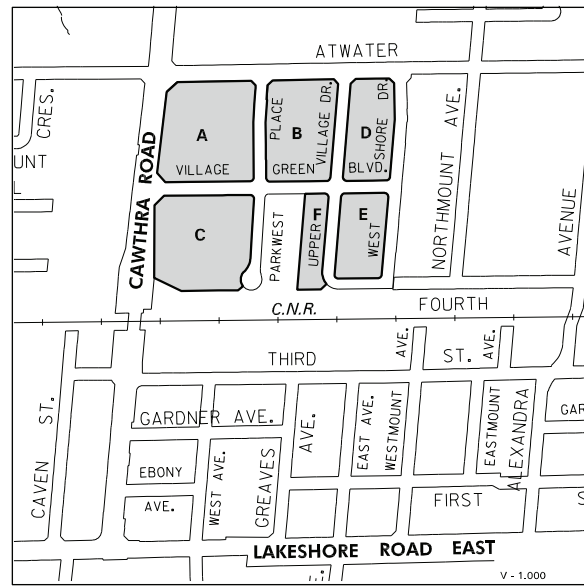 ATWATER
CRES.
UNT
L
CAWTHRA ROAD
A
B
D
PLACE
VILLAGE DR.
SHORE DR.
VILLAGE GREEN BLVD.
NORTHMOUNT AVE.
AVENUE
C
PARKWEST
F
UPPER
E
WEST
C.N.R.
FOURTH
THIRD ST.
AVE.
AVE.
CAVEN ST.
GARDNER AVE.
GAR
EBONY
AVE.
WEST AVE.
GREAVES AVE.
EAST AVE.
WESTMOUNT
EASTMOUNT
ALEXANDRA
FIRST S
LAKESHORE ROAD EAST
V - 1.000